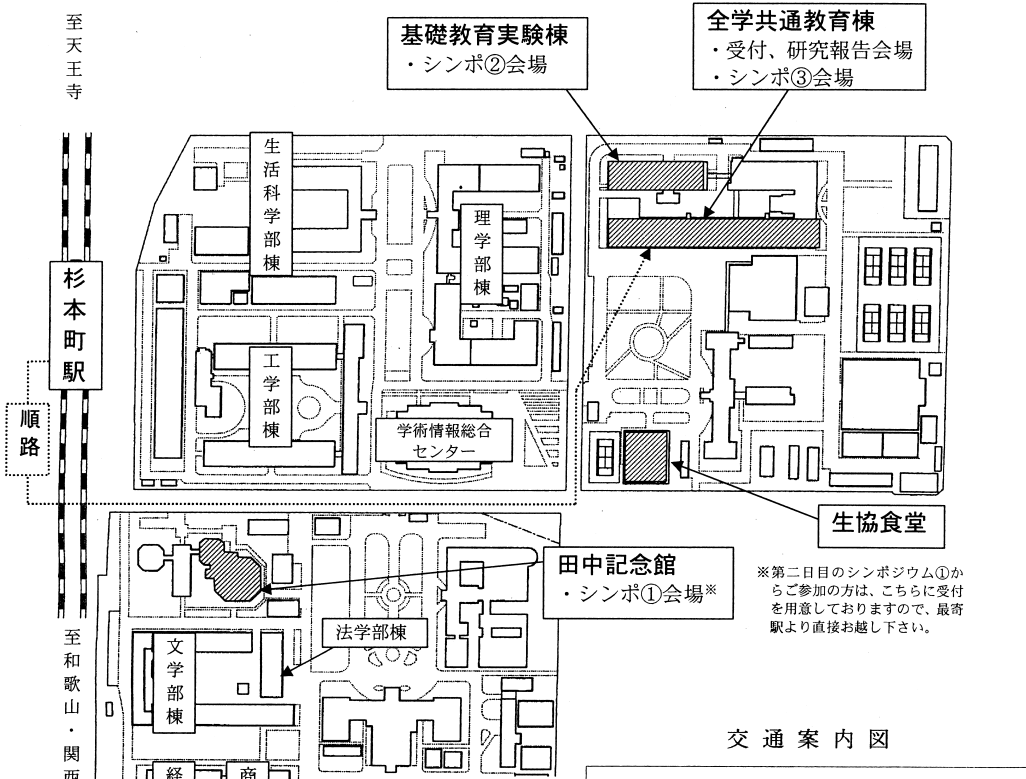 至天王寺
基礎教育実験棟
・シンポ②会場
全学共通教育棟
・受付、研究報告会場
・シンポ③会場
生活科学部棟
理学部棟
杉本町駅
工学部棟
順路
学術情報総合
センター
生協食堂
田中記念館
・シンポ①会場※
※第二日目のシンポジウム①か
らご参加の方は、こちらに受付
を用意しておりますので、最寄
駅より直接お越し下さい。
法学部棟
文学部棟
至和歌山・関西
交通案内図
経
商